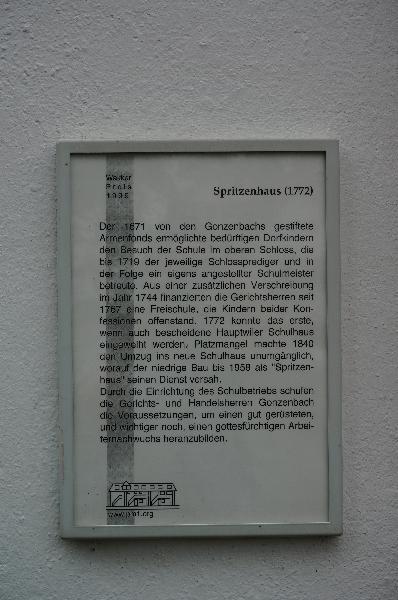 Wakker
Preis
1999
Spritzenhaus (1772)
Der 1671 von den Gonzenbachs gestiftete
Armenfonds ermöglichte bedürftigen Dorfkindern
den Besuch der Schule im oberen Schloss, die
bis 1719 der jeweilige Schlossprediger und in
der Folge ein eigens angestellter Schulmeister
betreute. Aus einer zusätzlichen Verschreibung
im Jahr 1744 finanzierten die Gerichtsherren seit
1767 eine Freischule, die Kindern beider Kon-
fessionen offenstand. 1772 konnte das erste,
wenn auch bescheidene Hauptwiler Schulhaus
eingeweiht werden. Platzmangel machte 1840
den Umzug ins neue Schulhaus unumgänglich,
worauf der niedrige Bau bis 1958 als "Spritzen-
haus" seinen Dienst versah.
Durch die Einrichtung des Schulbetriebs schufen
die Gerichts- und Handelsherren Gonzenbach
die Voraussetzungen, um einen gut gerüsteten,
und wichtiger noch, einen gottesfürchtigen Arbei-
ternachwuchs heranzubilden.